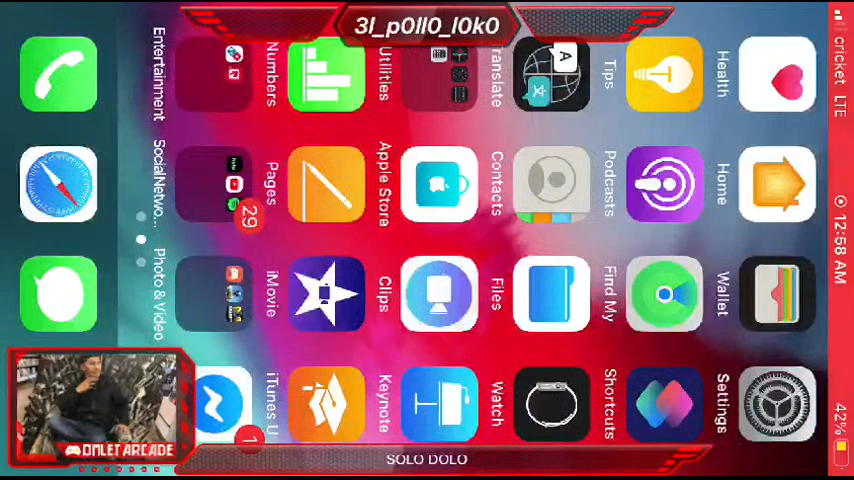 3l_p0ll0_l0k0
cricket LTE
12:58 AM
42%
Health
Home
Wallet
Settings
Tips
Podcasts
Find My
Shortcuts
Translate
Contacts
Files
Watch
Utilities
Apple Store
Clips
Keynote
Numbers
Pages
iMovie
iTunes U
Entertainment
SocialNetwo...
Photo & Video
29
1
OMLET ARCADE
SOLO DOLO